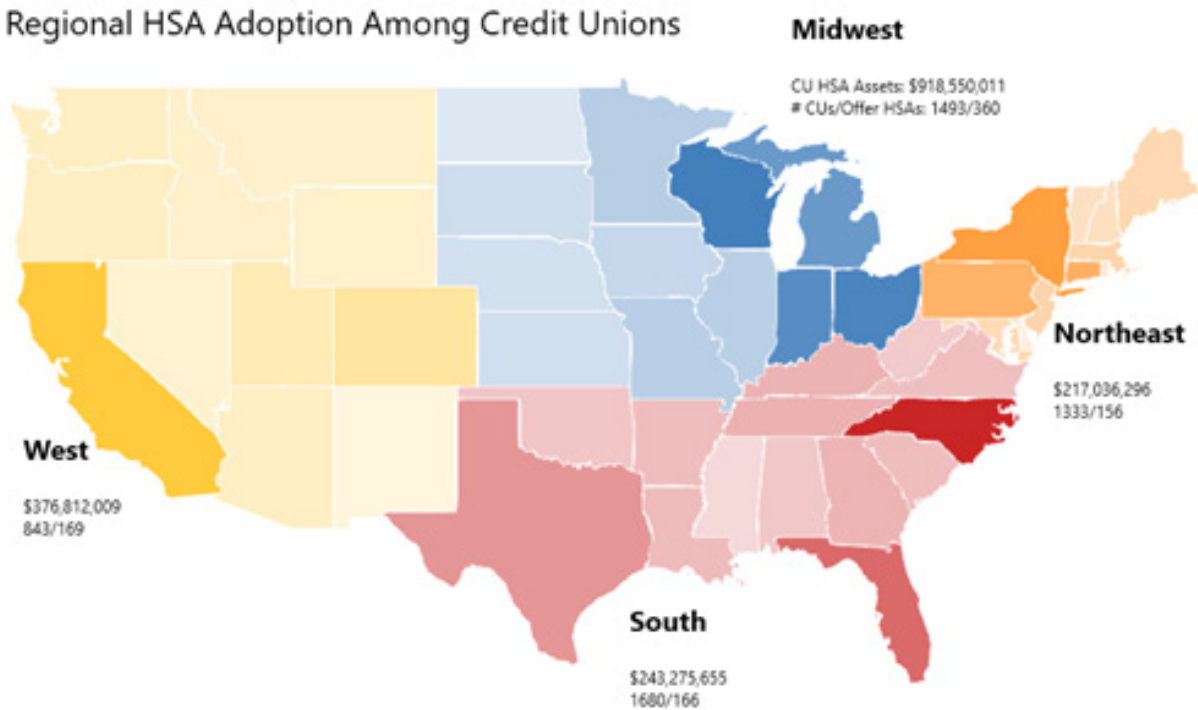 Regional HSA Adoption Among Credit Unions
Midwest
CU HSA Assets: $918,550,011
# CUs/Offer HSAs: 1493/360
Northeast
$217,036,296
1333/156
West
$376,812,009
843/169
South
$243,275,655
1680/166